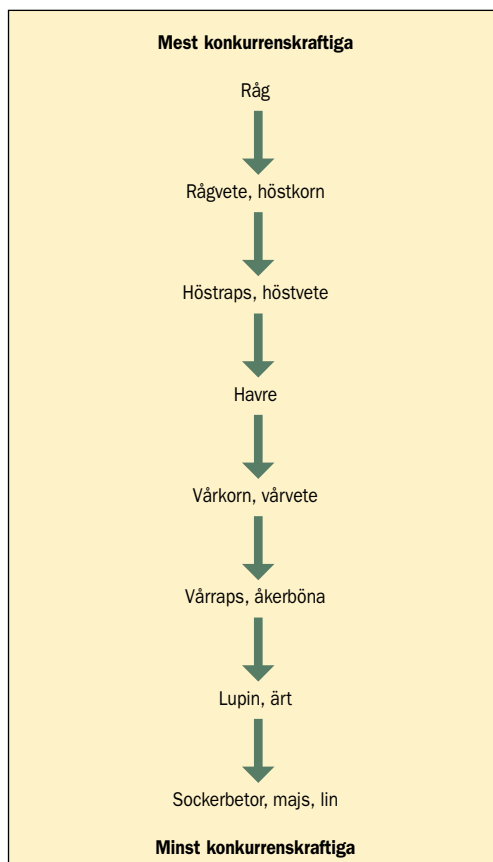 Mest konkurrenskraftiga
Råg
Rågvete, höstkorn
Höstraps, höstvete
Havre
Vårkorn, vårvete
Vårraps, åkerböna
Lupin, ärt
Sockerbetor, majs, lin
Minst konkurrenskraftiga